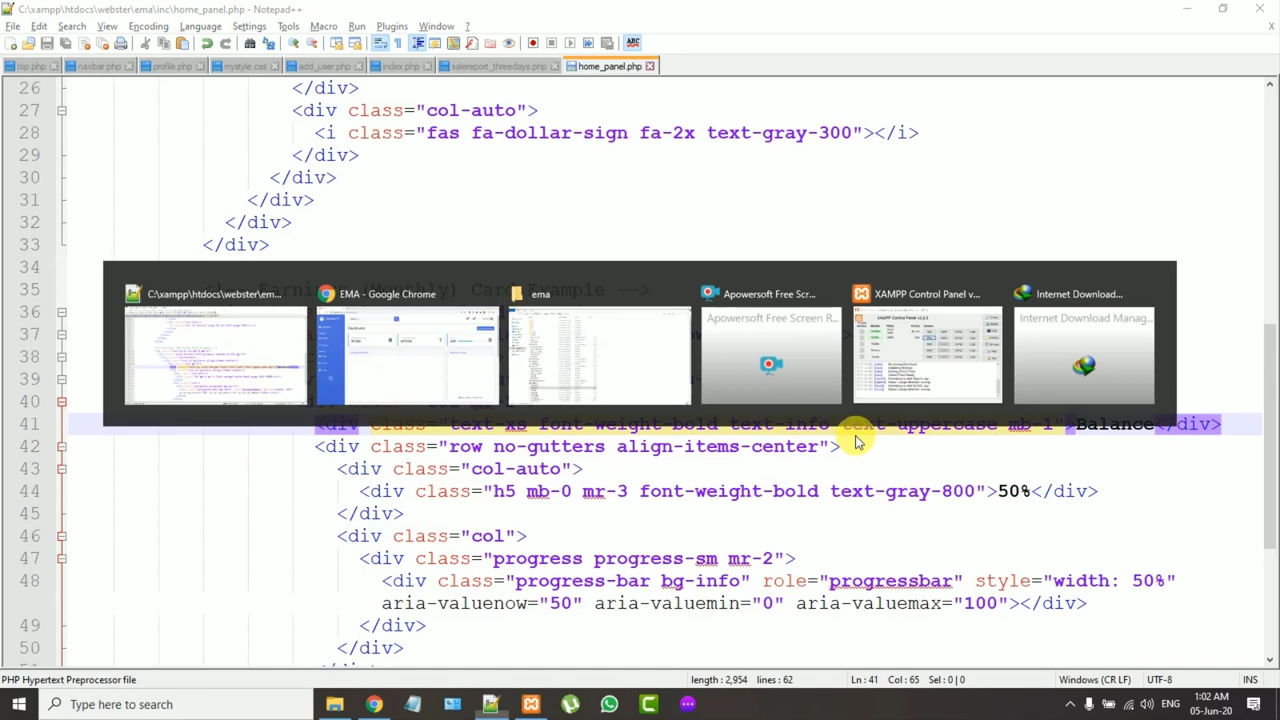 C:\xampp\htdocs\webster\ema\inc\home_panel.php - Notepad++
File Edit Search View Encoding Language Settings Tools Macro Run Plugins Window ?
top.php navbar.php profile.php mystyle.css add_user.php index.php salereport_threedays.php home_panel.php
26 </div>
27 <div class="col-auto">
28 <i class="fas fa-dollar-sign fa-2x text-gray-300"></i>
29 </div>
30 </div>
31 </div>
32 </div>
33 </div>
34
35
36
37
38
39
40
C:\xampp\htdocs\webster\em...
EMA - Google Chrome
ema
Apowersoft Free Scr...
XAMPP Control Panel v...
Internet Download...
Apowersoft Free Screen R...
Internet Download Manag...
41 <div class="text-xs font-weight-bold text-info text-uppercase mb-1">Balance</div>
42 <div class="row no-gutters align-items-center">
43 <div class="col-auto">
44 <div class="h5 mb-0 mr-3 font-weight-bold text-gray-800">50%</div>
45 </div>
46 <div class="col">
47 <div class="progress progress-sm mr-2">
48 <div class="progress-bar bg-info" role="progressbar" style="width: 50%"
aria-valuenow="50" aria-valuemin="0" aria-valuemax="100"></div>
49 </div>
50 </div>
PHP Hypertext Preprocessor file length : 2,954 lines : 62 Ln : 41 Col : 65 Sel : 0 | 0 Windows (CR LF) UTF-8 INS
Type here to search
ENG
1:02 AM
05-Jun-20